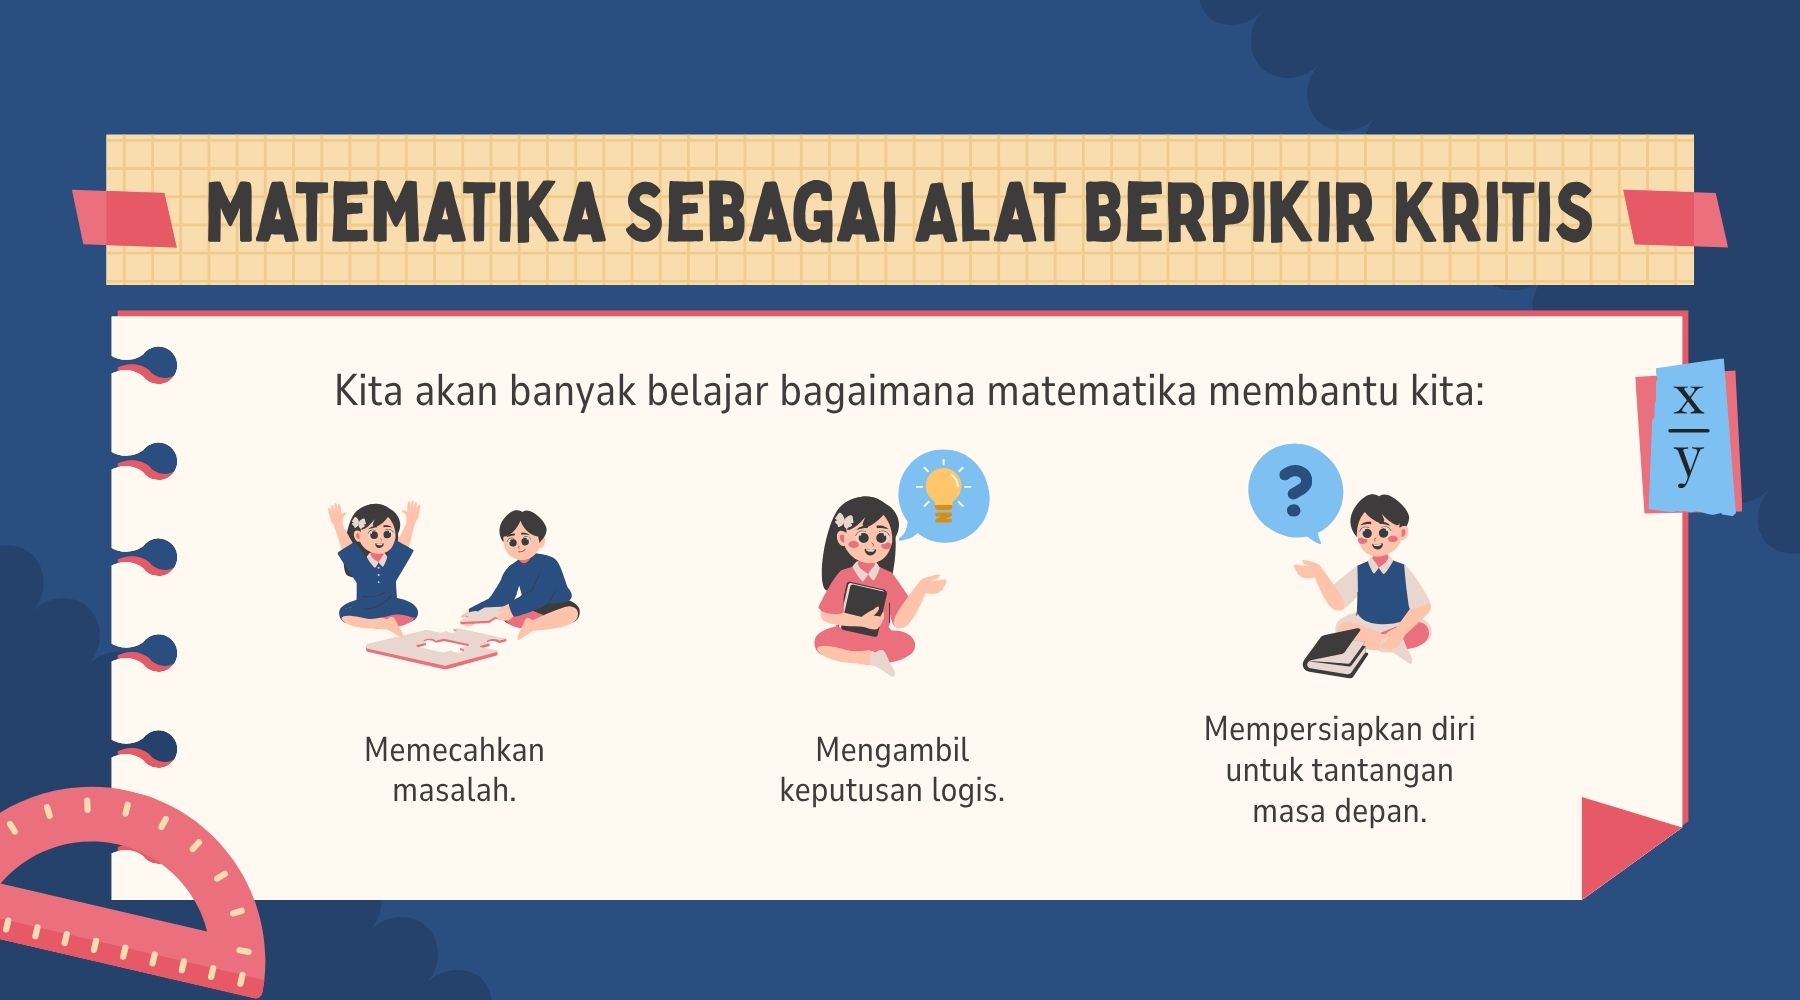 MATEMATIKA SEBAGAI ALAT BERPIKIR KRITIS
Kita akan banyak belajar bagaimana matematika membantu kita:
x
y
?
Memecahkan
masalah.
Mengambil
keputusan logis.
Mempersiapkan diri
untuk tantangan
masa depan.